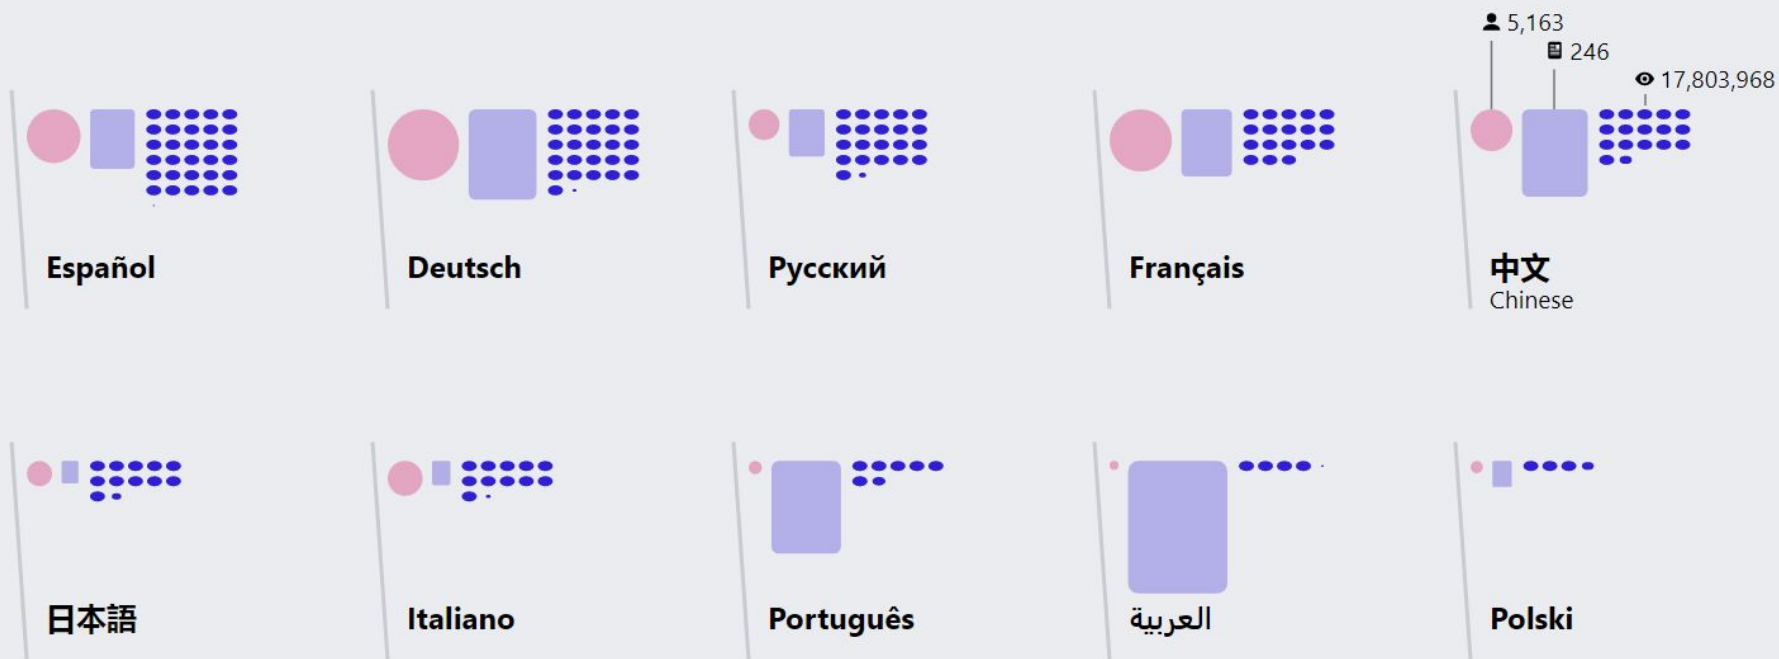 5,163
246
17,803,968
Español
Deutsch
Русский
Français
中文
Chinese
日本語
Italiano
Português
العربية
Polski